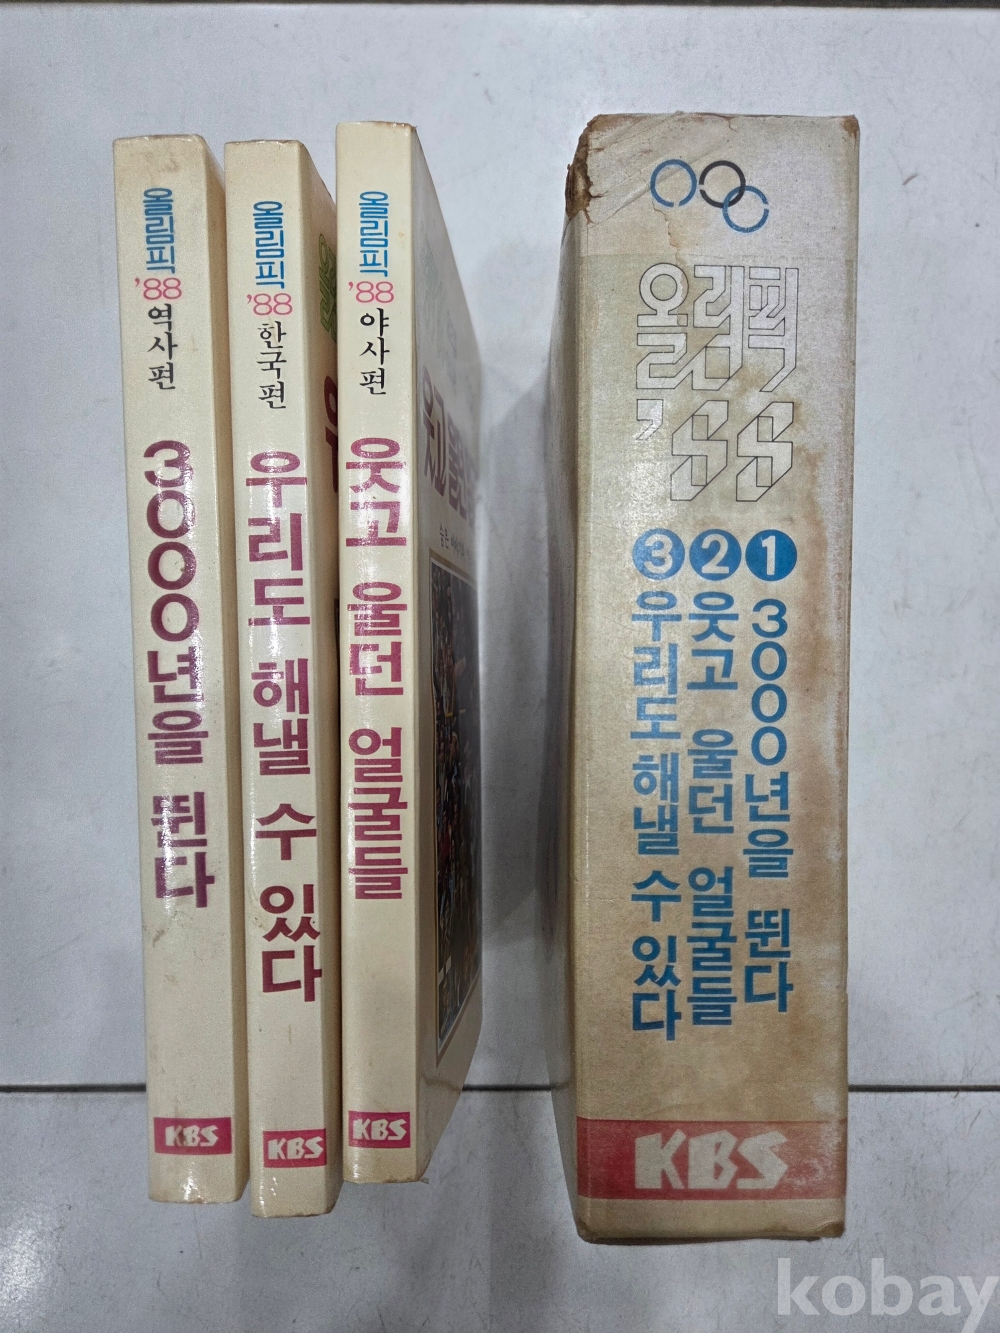 올림픽 '88 역사편 3000년을 뛴다
KBS
올림픽 '88 한국편 우리도 해낼 수 있다
KBS
올림픽 '88 야사편 웃고 울던 얼굴들
KBS
올림픽
'88
1 3000년을 뛴다
2 웃고 울던 얼굴들
3 우리도 해낼 수 있다
KBS
kobay